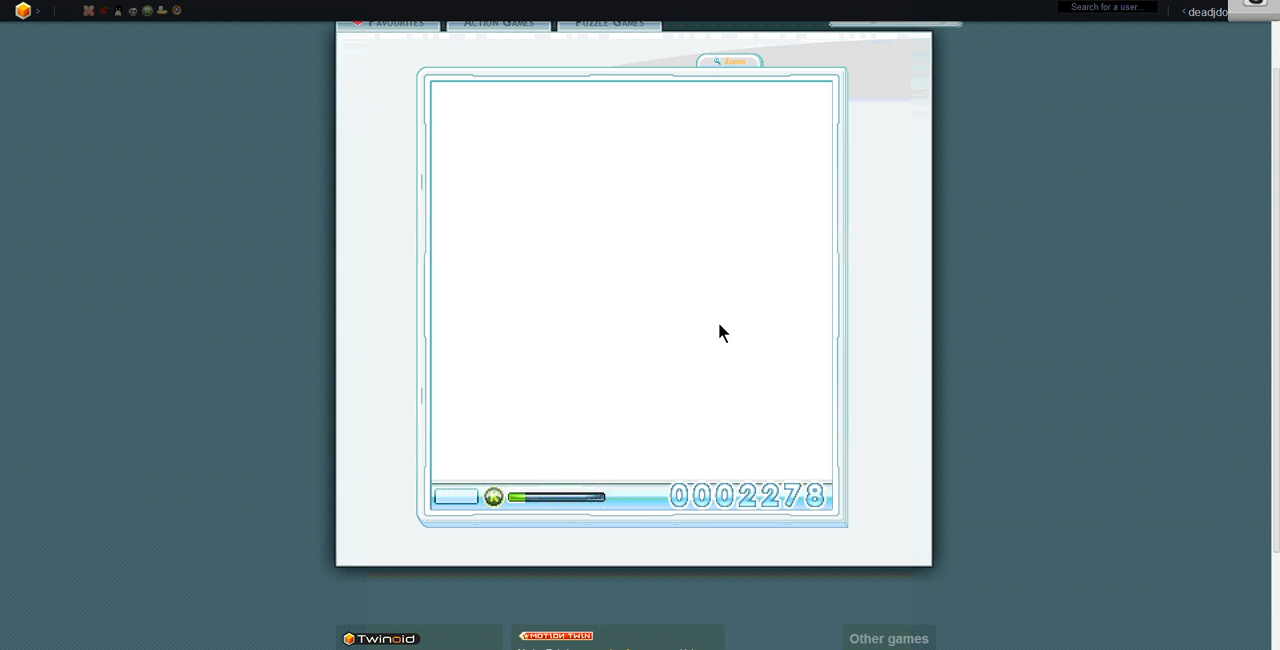 Search for a user...
deadjdo
FAVOURITES
ACTION GAMES
PUZZLE GAMES
Zoom
0002278
Twinoid
MOTION TWIN
Other games